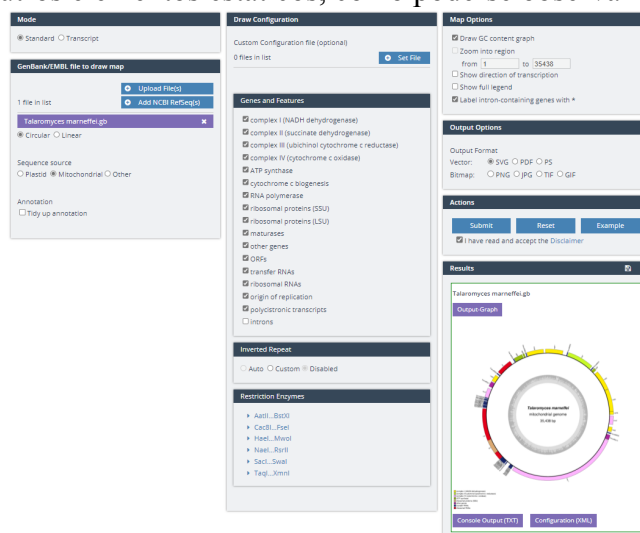 Mode
Standard Transcript
GenBank/EMBL file to draw map
Upload File(s)
1 file in list
Add NCBI RefSeq(s)
Talaromyces marneffei.gb
Circular Linear
Sequence source
Plastid Mitochondrial Other
Annotation
Tidy up annotation
Draw Configuration
Custom Configuration file (optional)
0 files in list
Set File
Genes and Features
complex I (NADH dehydrogenase)
complex II (succinate dehydrogenase)
complex III (ubichinol cytochrome c reductase)
complex IV (cytochrome c oxidase)
ATP synthase
cytochrome c biogenesis
RNA polymerase
ribosomal proteins (SSU)
ribosomal proteins (LSU)
maturases
other genes
ORFs
transfer RNAs
ribosomal RNAs
origin of replication
polycistronic transcripts
introns
Inverted Repeat
Auto Custom Disabled
Restriction Enzymes
AatII...BstXI
Cac8I...FseI
HaeI...MwoI
NaeI...RsrII
SacI...SwaI
TaqI...XmnI
Map Options
Draw GC content graph
Zoom into region
from 1 to 35438
Show direction of transcription
Show full legend
Label intron-containing genes with *
Output Options
Output Format
Vector: SVG PDF PS
Bitmap: PNG JPG TIF GIF
Actions
Submit Reset Example
I have read and accept the Disclaimer
Results
Talaromyces marneffei.gb
Output-Graph
Talaromyces marneffei
mitochondrial genome
35,438 bp
Console Output (TXT) Configuration (XML)